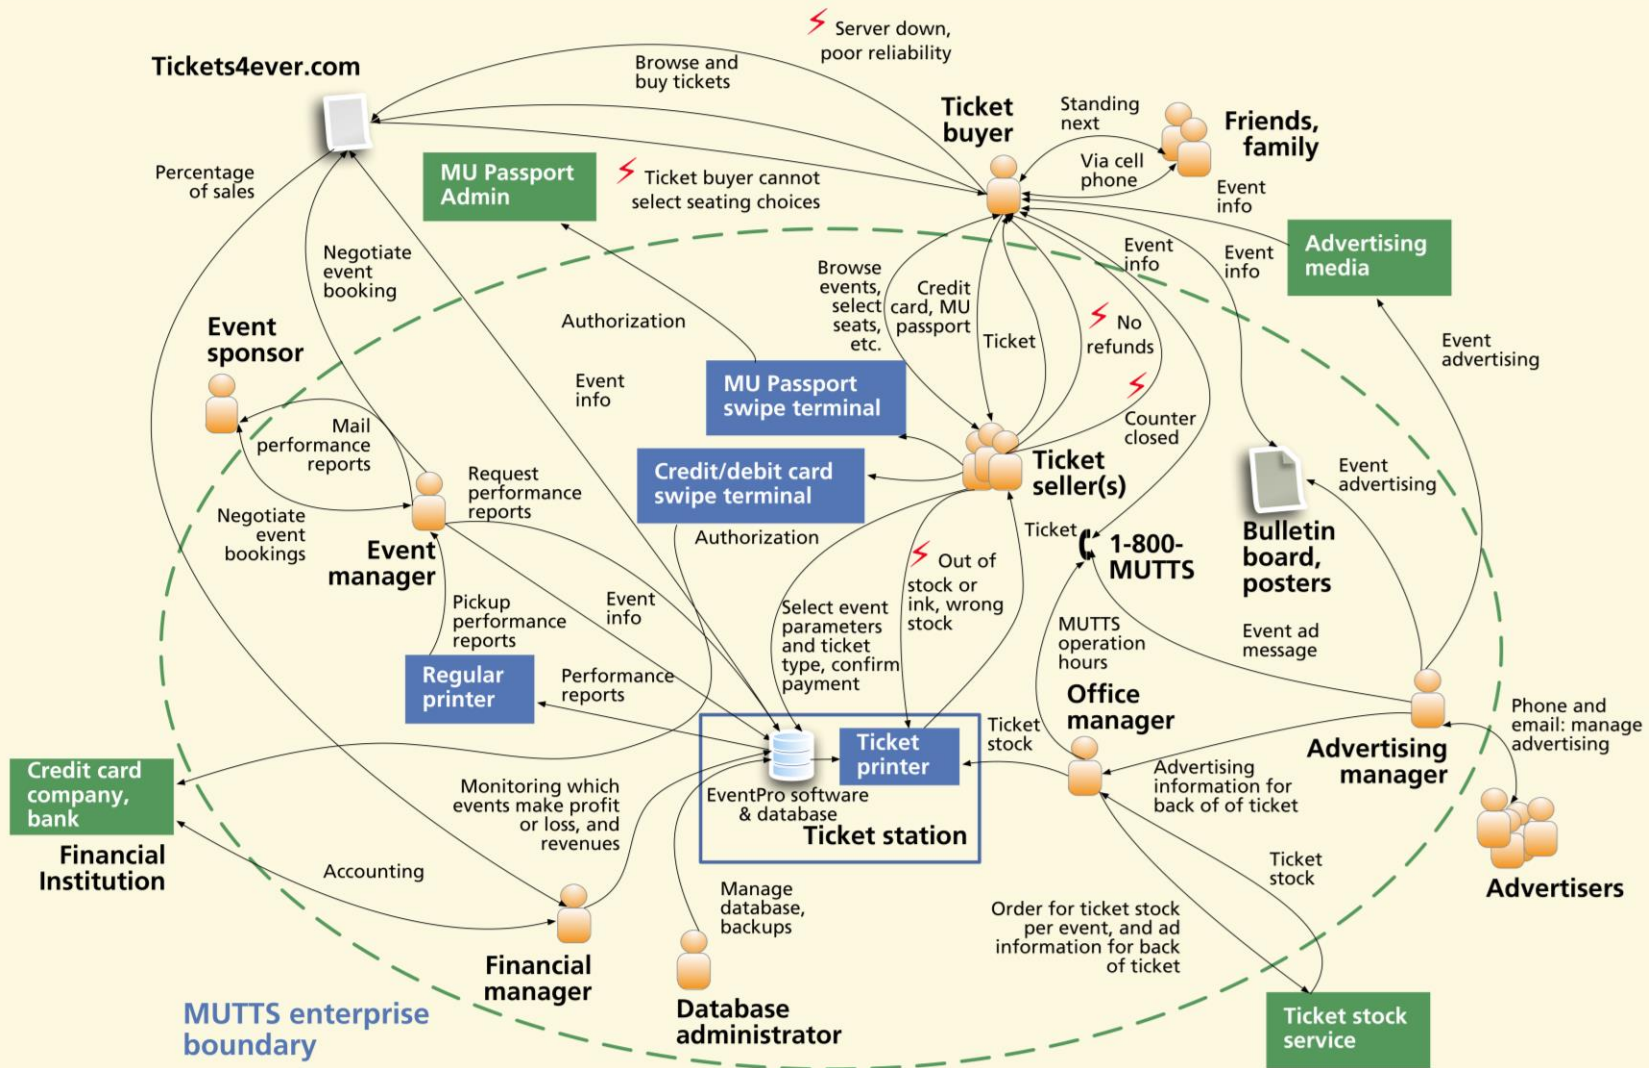 Server down,
poor reliability
Tickets4ever.com
Browse and
buy tickets
Ticket
buyer
Standing
next
Friends,
family
Via cell
phone
Percentage
of sales
MU Passport
Admin
Ticket buyer cannot
select seating choices
Event
info
Advertising
media
Negotiate
event
booking
Browse
events,
select
seats,
etc.
Credit
card, MU
passport
Ticket
No
refunds
Event
info
Event
info
Event
sponsor
Authorization
Event
info
MU Passport
swipe terminal
Counter
closed
Event
advertising
Mail
performance
reports
Request
performance
reports
Credit/debit card
swipe terminal
Ticket
seller(s)
Event
advertising
Negotiate
event
bookings
Event
manager
Authorization
Out of
stock or
ink, wrong
stock
Ticket
1-800-
MUTTS
Bulletin
board,
posters
Pickup
performance
reports
Event
info
Select event
parameters
and ticket
type, confirm
payment
MUTTS
operation
hours
Event ad
message
Regular
printer
Performance
reports
Office
manager
Ticket
printer
Ticket
stock
Advertising
manager
Phone and
email: manage
advertising
Credit card
company,
bank
Financial
Institution
Monitoring which
events make profit
or loss, and
revenues
EventPro software
& database
Ticket station
Advertising
information for
back of of ticket
Accounting
Ticket
stock
Advertisers
Manage
database,
backups
Order for ticket stock
per event, and ad
information for back
of ticket
Financial
manager
Database
administrator
MUTTS enterprise
boundary
Ticket stock
service